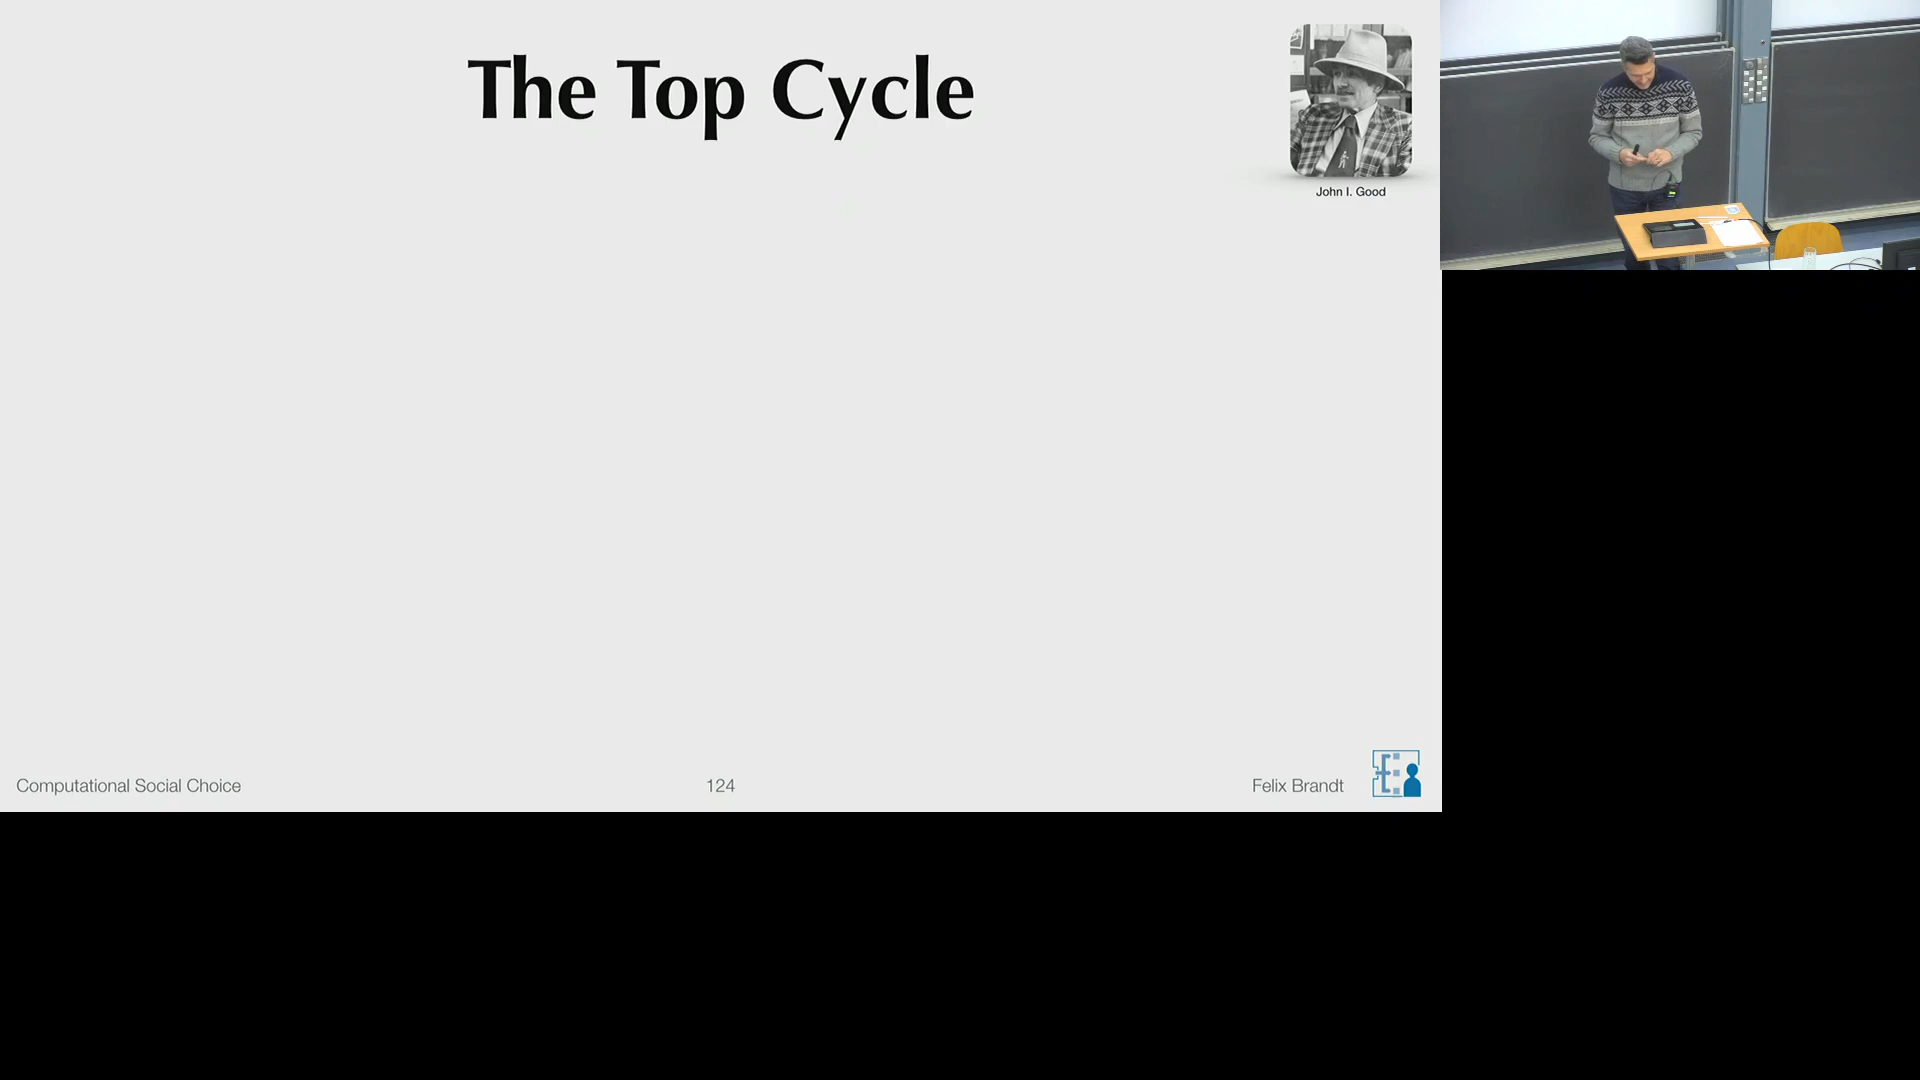 The Top Cycle
John I. Good
Computational Social Choice
124
Felix Brandt